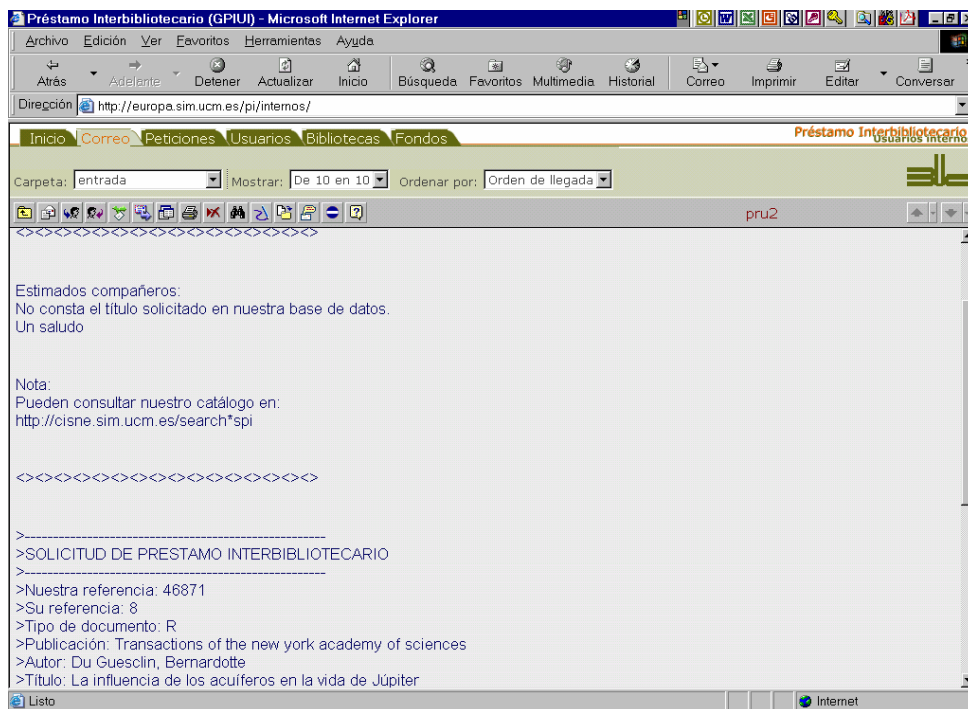 Préstamo Interbibliotecario (GPIUI) - Microsoft Internet Explorer
Archivo Edición Ver Favoritos Herramientas Ayuda
Atrás Adelante Detener Actualizar Inicio Búsqueda Favoritos Multimedia Historial Correo Imprimir Editar Conversar
Dirección http://europa.sim.ucm.es/pi/internos/
Inicio Correo Peticiones Usuarios Bibliotecas Fondos
Préstamo Interbibliotecario
Usuarios interno
Carpeta: entrada Mostrar: De 10 en 10 Ordenar por: Orden de llegada
pru2
<><><><><><><><><><><><><><><><>
Estimados compañeros:
No consta el título solicitado en nuestra base de datos.
Un saludo
Nota:
Pueden consultar nuestro catálogo en:
http://cisne.sim.ucm.es/search*spi
<><><><><><><><><><><><><><><><>
>-------------------------------------------------------
>SOLICITUD DE PRESTAMO INTERBIBLIOTECARIO
>-------------------------------------------------------
>Nuestra referencia: 46871
>Su referencia: 8
>Tipo de documento: R
>Publicación: Transactions of the new york academy of sciences
>Autor: Du Guesclin, Bernardotte
>Título: La influencia de los acuíferos en la vida de Júpiter
Listo Internet